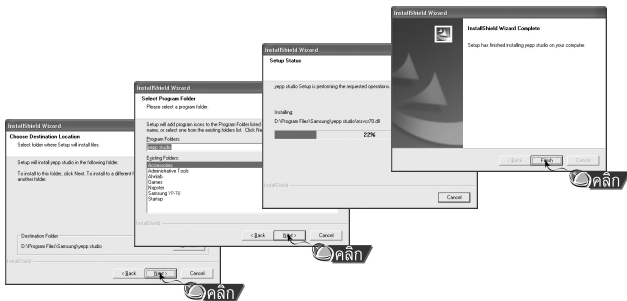 InstallShield Wizard
Choose Destination Location
Select folder where Setup will install files.
Setup will install yepp studio in the following folder.
To install to this folder, click Next. To install to a different f
another folder.
Destination Folder
D:\Program Files\Samsung\yepp studio
InstallShield
< Back
Next >
Cancel
คลิก
InstallShield Wizard
Select Program Folder
Please select a program folder.
Setup will add program icons to the Program Folder listed
name, or select one from the existing folders list. Click Ne
Program Folders:
yepp studio
Existing Folders:
Accessories
Administrative Tools
Ahnlab
Games
Napster
Samsung YP-T6
Startup
InstallShield
< Back
Next >
Cancel
คลิก
InstallShield Wizard
Setup Status
yepp studio Setup is performing the requested operations.
Installing:
D:\Program Files\Samsung\yepp studio\msvcr70.dll
22%
InstallShield
Cancel
InstallShield Wizard
InstallShield Wizard Complete
Setup has finished installing yepp studio on your computer.
< Back
Finish
Cancel
คลิก